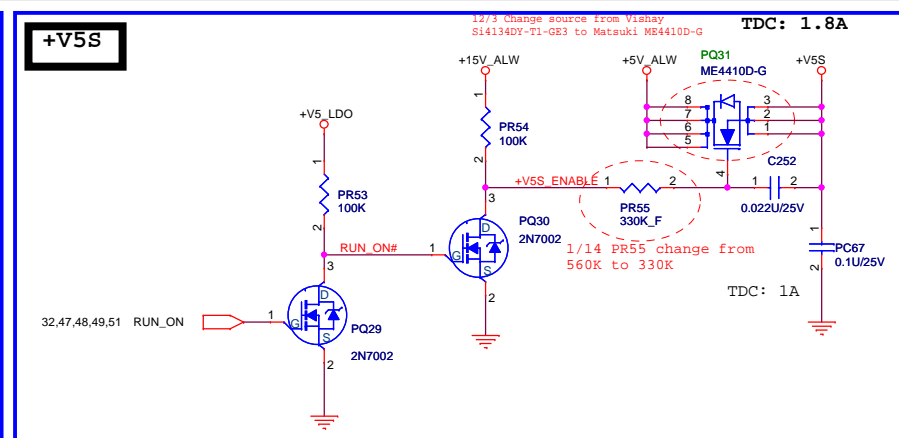 +V5S
12/3 Change source from Vishay
Si4134DY-T1-GE3 to Matsuki ME4410D-G
TDC: 1.8A
+15V_ALW
+5V_ALW
PQ31
ME4410D-G
+V5S
1
PR54
100K
2
8
7
6
5
3
2
1
4
+V5_LDO
1
PR53
100K
2
+V5S_ENABLE
1
2
PR55
330K_F
C252
1
2
0.022U/25V
3
D
G
S
1
2
PQ30
2N7002
RUN_ON#
1/14 PR55 change from
560K to 330K
1
PC67
0.1U/25V
2
TDC: 1A
3
D
G
S
1
2
PQ29
2N7002
32,47,48,49,51 RUN_ON